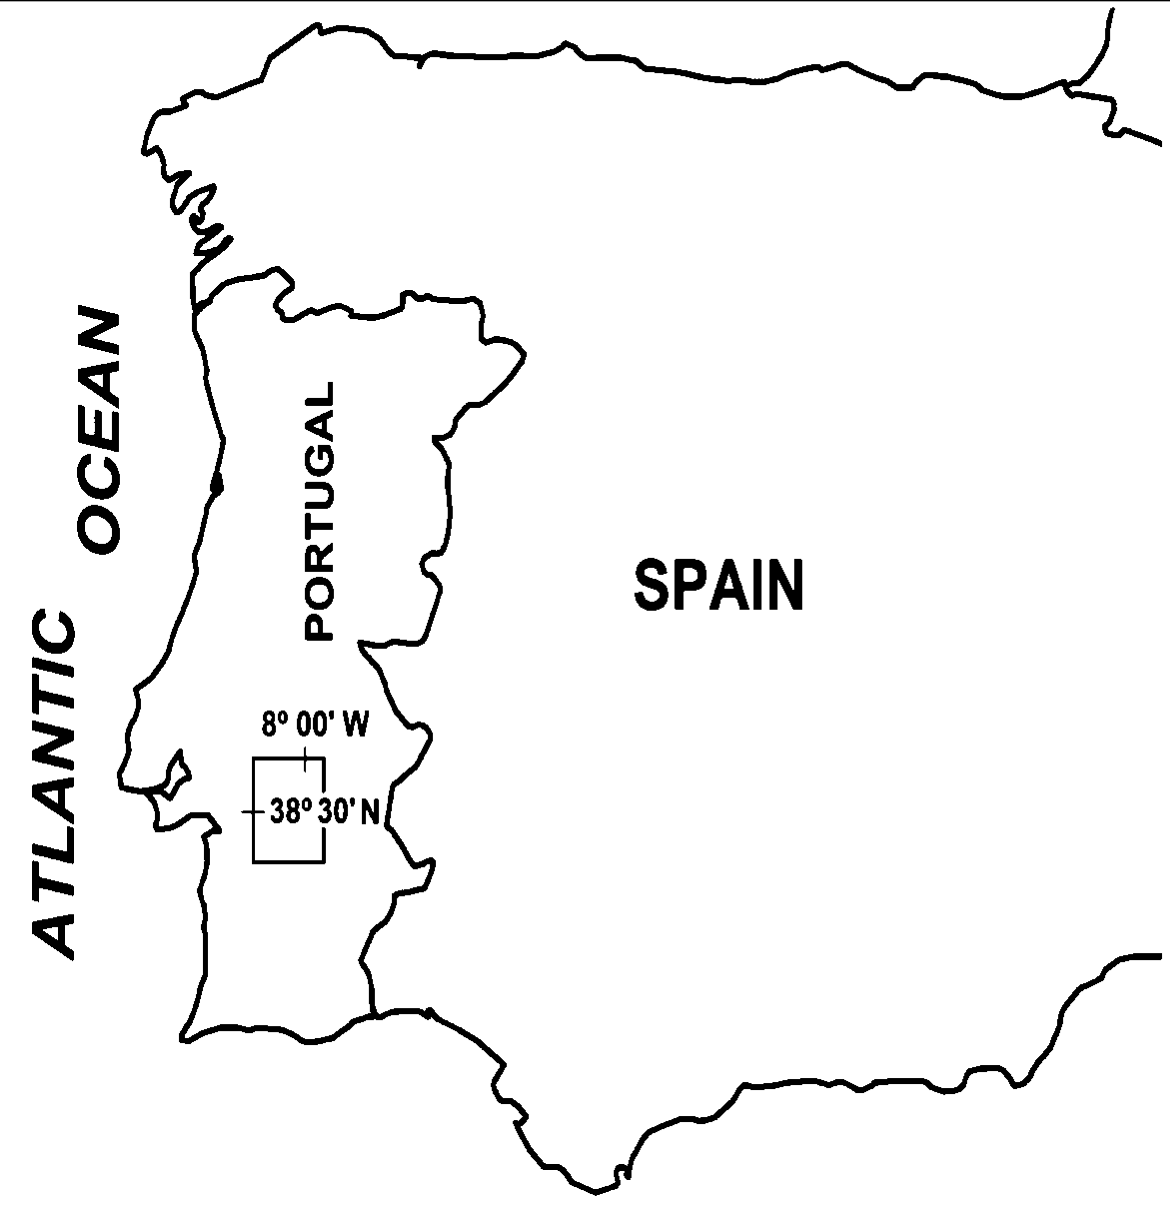 ATLANTIC OCEAN
PORTUGAL
SPAIN
8º 00' W
38º 30' N